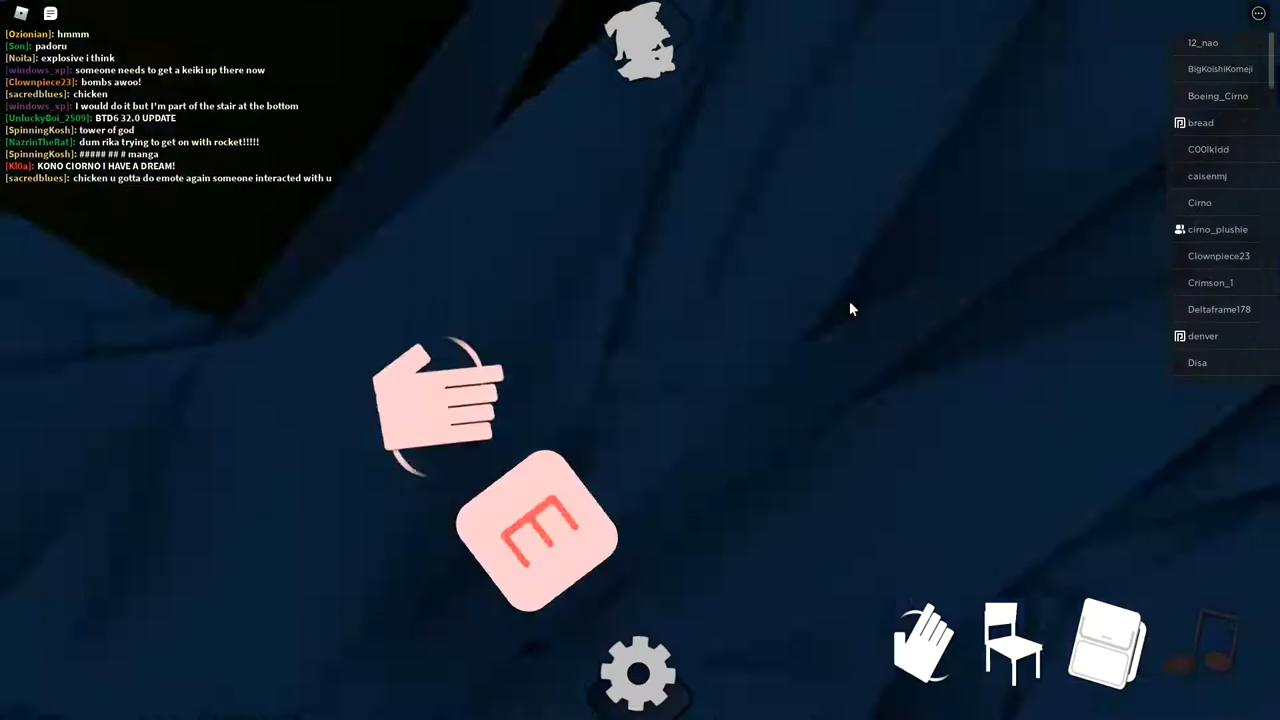 [Ozionian]: hmmm
[Son]: padoru
[Noita]: explosive i think
[windows_xp]: someone needs to get a keiki up there now
[Clownpiece23]: bombs awoo!
[sacredblues]: chicken
[windows_xp]: I would do it but I'm part of the stair at the bottom
[UnluckyBoi_2509]: BTD6 32.0 UPDATE
[SpinningKosh]: tower of god
[NazrinTheRat]: dum rika trying to get on with rocket!!!!!
[SpinningKosh]: ##### ## # manga
[Kl0a]: KONO CIORNO I HAVE A DREAM!
[sacredblues]: chicken u gotta do emote again someone interacted with u
12_nao
BigKoishiKomeji
Boeing_Cirno
bread
C00lkldd
caisenmj
Cirno
cirno_plushie
Clownpiece23
Crimson_1
Deltaframe178
denver
Disa
E